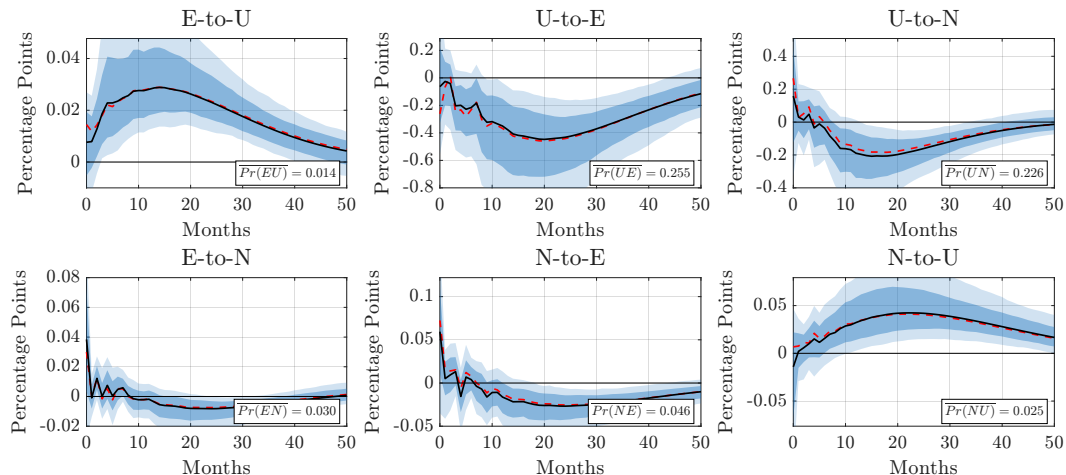 E-to-U
U-to-E
U-to-N
Percentage Points
0.04
0.02
0
0 10 20 30 40 50
Months
$\overline{Pr(EU)} = 0.014$
Percentage Points
0.2
0
-0.2
-0.4
-0.6
-0.8
0 10 20 30 40 50
Months
$\overline{Pr(UE)} = 0.255$
Percentage Points
0.4
0.2
0
-0.2
-0.4
0 10 20 30 40 50
Months
$\overline{Pr(UN)} = 0.226$
E-to-N
N-to-E
N-to-U
Percentage Points
0.08
0.06
0.04
0.02
0
-0.02
0 10 20 30 40 50
Months
$\overline{Pr(EN)} = 0.030$
Percentage Points
0.1
0.05
0
-0.05
0 10 20 30 40 50
Months
$\overline{Pr(NE)} = 0.046$
Percentage Points
0.05
0
-0.05
0 10 20 30 40 50
Months
$\overline{Pr(NU)} = 0.025$